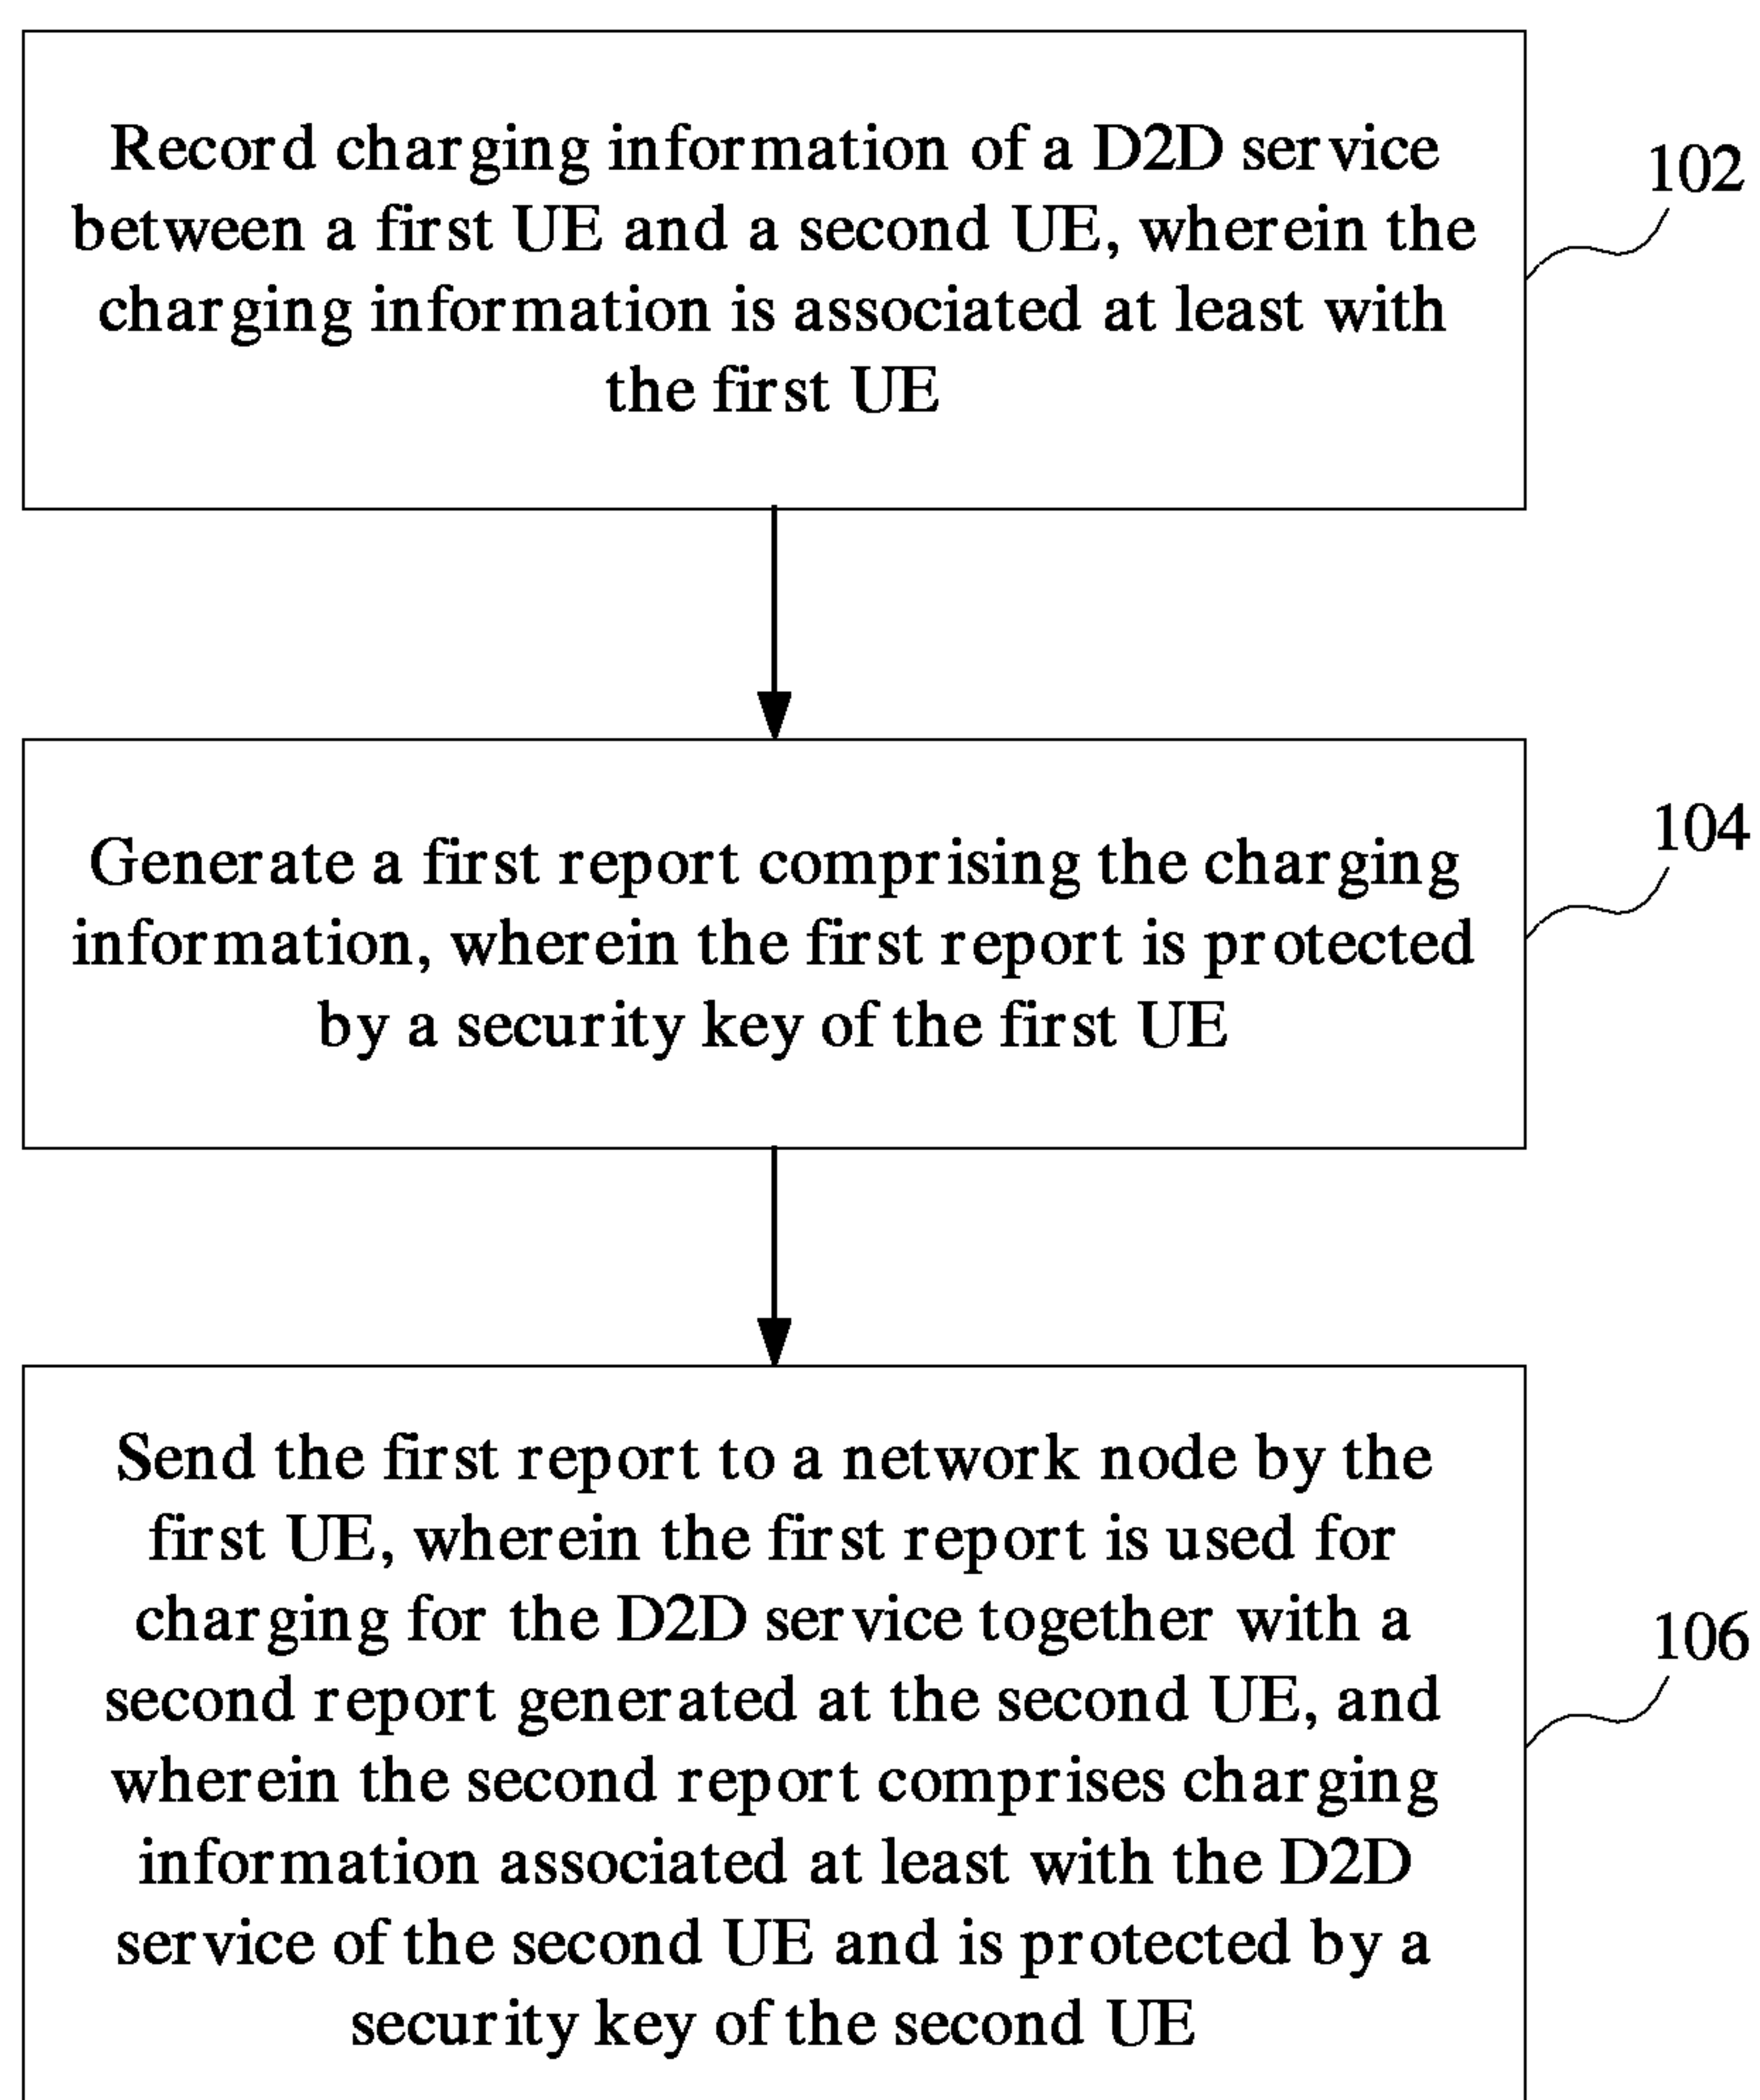 Record charging information of a D2D service
between a first UE and a second UE, wherein the
charging information is associated at least with
the first UE
102
Generate a first report comprising the charging
information, wherein the first report is protected
by a security key of the first UE
104
Send the first report to a network node by the
first UE, wherein the first report is used for
charging for the D2D service together with a
second report generated at the second UE, and
wherein the second report comprises charging
information associated at least with the D2D
service of the second UE and is protected by a
security key of the second UE
106